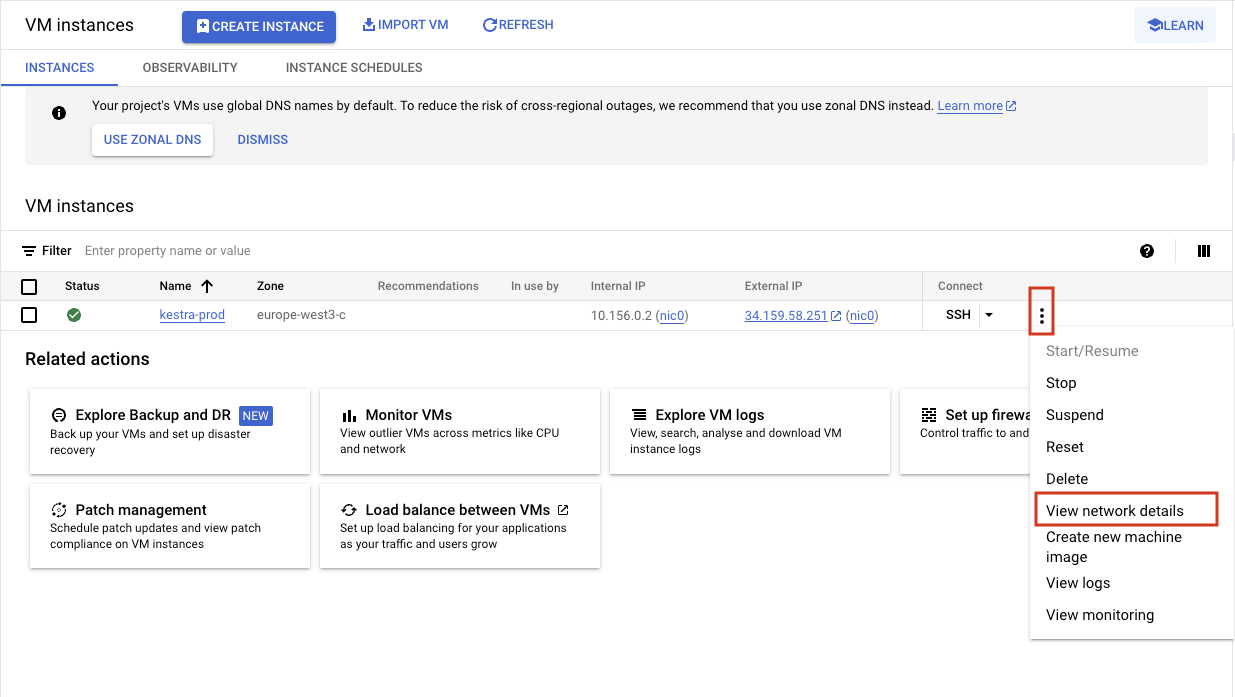 VM instances
CREATE INSTANCE
IMPORT VM
REFRESH
LEARN
INSTANCES
OBSERVABILITY
INSTANCE SCHEDULES
Your project's VMs use global DNS names by default. To reduce the risk of cross-regional outages, we recommend that you use zonal DNS instead. Learn more
USE ZONAL DNS
DISMISS
VM instances
Filter Enter property name or value
Status Name Zone Recommendations In use by Internal IP External IP Connect
kestra-prod europe-west3-c 10.156.0.2 (nic0) 34.159.58.251 (nic0) SSH
Related actions
Explore Backup and DR NEW
Back up your VMs and set up disaster
recovery
Monitor VMs
View outlier VMs across metrics like CPU
and network
Explore VM logs
View, search, analyse and download VM
instance logs
Set up firewa
Control traffic to and
Patch management
Schedule patch updates and view patch
compliance on VM instances
Load balance between VMs
Set up load balancing for your applications
as your traffic and users grow
Start/Resume
Stop
Suspend
Reset
Delete
View network details
Create new machine
image
View logs
View monitoring